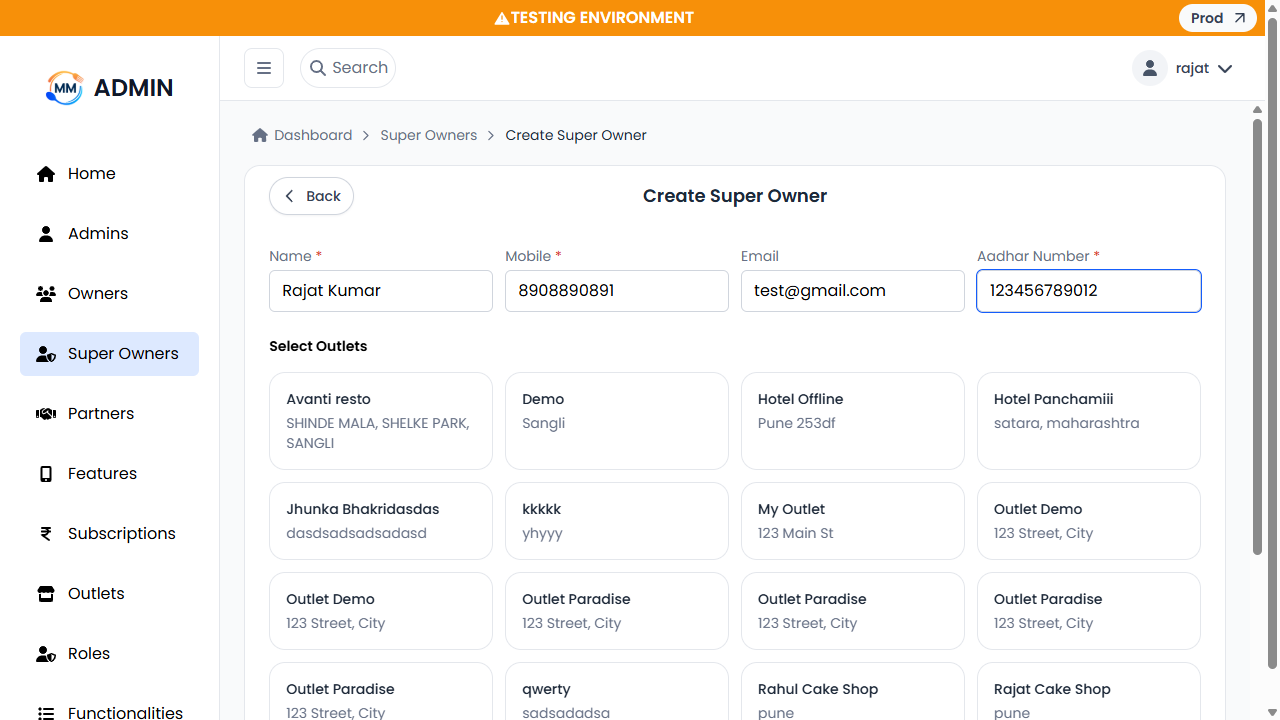 TESTING ENVIRONMENT
Prod
MM ADMIN
Search
rajat
Home
Admins
Owners
Super Owners
Partners
Features
Subscriptions
Outlets
Roles
Functionalities
Dashboard > Super Owners > Create Super Owner
Back
Create Super Owner
Name * Mobile * Email Aadhar Number *
Rajat Kumar 8908890891 test@gmail.com 123456789012
Select Outlets
Avanti resto
SHINDE MALA, SHELKE PARK,
SANGLI
Demo
Sangli
Hotel Offline
Pune 253df
Hotel Panchamiii
satara, maharashtra
Jhunka Bhakridasdas
dasdsadsadsadasd
kkkkk
yhyyy
My Outlet
123 Main St
Outlet Demo
123 Street, City
Outlet Demo
123 Street, City
Outlet Paradise
123 Street, City
Outlet Paradise
123 Street, City
Outlet Paradise
123 Street, City
Outlet Paradise
123 Street, City
qwerty
sadsadadsa
Rahul Cake Shop
pune
Rajat Cake Shop
pune